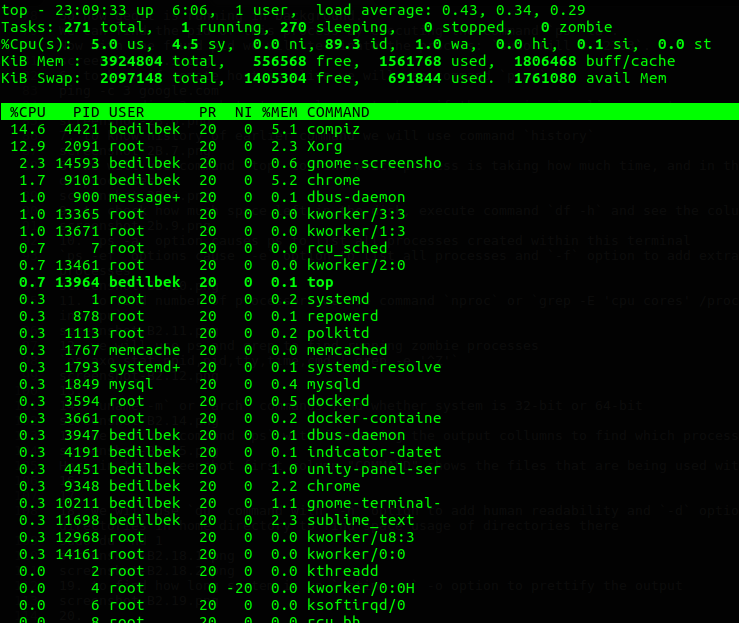 top - 23:09:33 up  6:06,  1 user,  load average: 0.43, 0.34, 0.29
Tasks: 271 total,   1 running, 270 sleeping,   0 stopped,   0 zombie
%Cpu(s):  5.0 us,  4.5 sy,  0.0 ni, 89.3 id,  1.0 wa,  0.0 hi,  0.1 si,  0.0 st
KiB Mem :  3924804 total,   556568 free,  1561768 used,  1806468 buff/cache
KiB Swap:  2097148 total,  1405304 free,   691844 used.  1761080 avail Mem
%CPU   PID USER      PR  NI %MEM COMMAND
14.6  4421 bedilbek  20   0  5.1 compiz
12.9  2091 root      20   0  2.3 Xorg
2.3 14593 bedilbek  20   0  0.6 gnome-screensho
1.7  9101 bedilbek  20   0  5.2 chrome
1.0   900 message+  20   0  0.1 dbus-daemon
1.0 13365 root      20   0  0.0 kworker/3:3
1.0 13671 root      20   0  0.0 kworker/1:3
0.7     7 root      20   0  0.0 rcu_sched
0.7 13461 root      20   0  0.0 kworker/2:0
0.7 13964 bedilbek  20   0  0.1 top
0.3     1 root      20   0  0.2 systemd
0.3   878 root      20   0  0.1 repowerd
0.3  1113 root      20   0  0.2 polkitd
0.3  1767 memcache  20   0  0.0 memcached
0.3  1793 systemd+  20   0  0.1 systemd-resolve
0.3  1849 mysql     20   0  0.4 mysqld
0.3  3594 root      20   0  0.5 dockerd
0.3  3661 root      20   0  0.2 docker-containe
0.3  3947 bedilbek  20   0  0.1 dbus-daemon
0.3  4191 bedilbek  20   0  0.1 indicator-datet
0.3  4451 bedilbek  20   0  1.0 unity-panel-ser
0.3  9348 bedilbek  20   0  2.2 chrome
0.3 10211 bedilbek  20   0  1.1 gnome-terminal-
0.3 11698 bedilbek  20   0  2.3 sublime_text
0.3 12968 root      20   0  0.0 kworker/u8:3
0.3 14161 root      20   0  0.0 kworker/0:0
0.0     2 root      20   0  0.0 kthreadd
0.0     4 root       0 -20  0.0 kworker/0:0H
0.0     6 root      20   0  0.0 ksoftirqd/0
0.0     8 root      20   0  0.0 rcu_bh